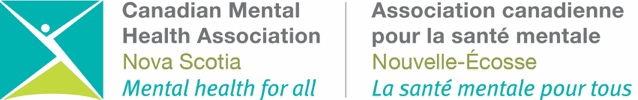 Canadian Mental
Health Association
Nova Scotia
Mental health for all
Association canadienne
pour la santé mentale
Nouvelle-Écosse
La santé mentale pour tous